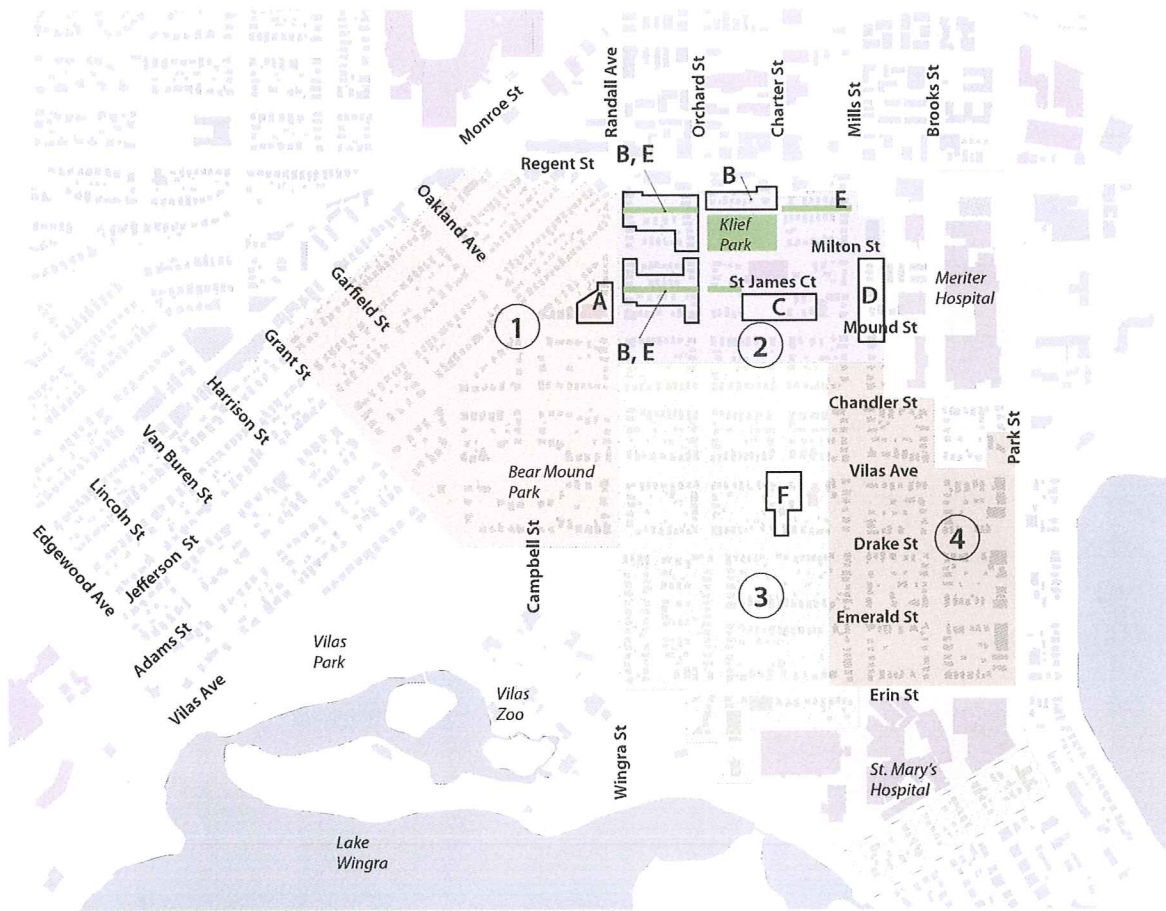 Monroe St
Randall Ave
Orchard St
Charter St
Mills St
Brooks St
Regent St
B, E
B
E
Oakland Ave
Klief
Park
Milton St
Garfield St
St James Ct
Meriter
Hospital
A
C
D
1
2
Mound St
B, E
Grant St
Harrison St
Chandler St
Park St
Van Buren St
Bear Mound
Park
Vilas Ave
Lincoln St
F
Edgewood Ave
Jefferson St
Campbell St
Drake St
4
3
Emerald St
Adams St
Vilas
Park
Vilas Ave
Vilas
Zoo
Erin St
Wingra St
St. Mary's
Hospital
Lake
Wingra